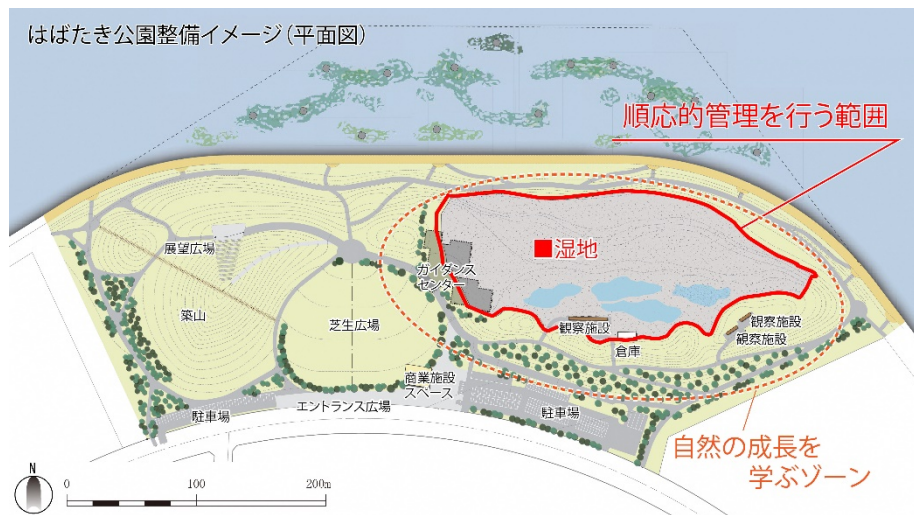 はばたき公園整備イメージ(平面図)
順応的管理を行う範囲
展望広場
ガイダンス
センター
■湿地
築山
芝生広場
観察施設
倉庫
観察施設
観察施設
商業施設
スペース
駐車場
エントランス広場
駐車場
自然の成長を
学ぶゾーン
N
0
100
200m